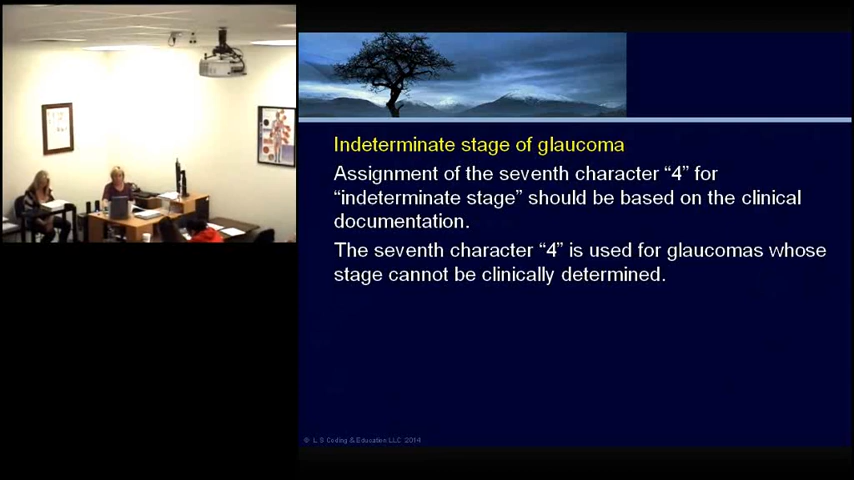 Indeterminate stage of glaucoma
Assignment of the seventh character “4” for
“indeterminate stage” should be based on the clinical
documentation.
The seventh character “4” is used for glaucomas whose
stage cannot be clinically determined.
© L S Coding & Education LLC 2014